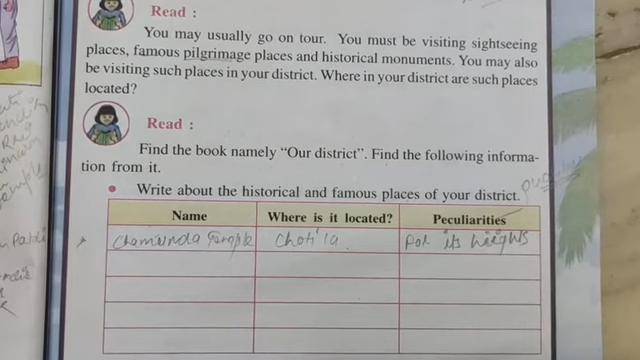 Read :
You may usually go on tour. You must be visiting sightseeing
places, famous pilgrimage places and historical monuments. You may also
be visiting such places in your district. Where in your district are such places
located?
Read :
Find the book namely “Our district”. Find the following informa-
tion from it.
• Write about the historical and famous places of your district.
Name Where is it located? Peculiarities
Chamunda Temple Chotila its heights